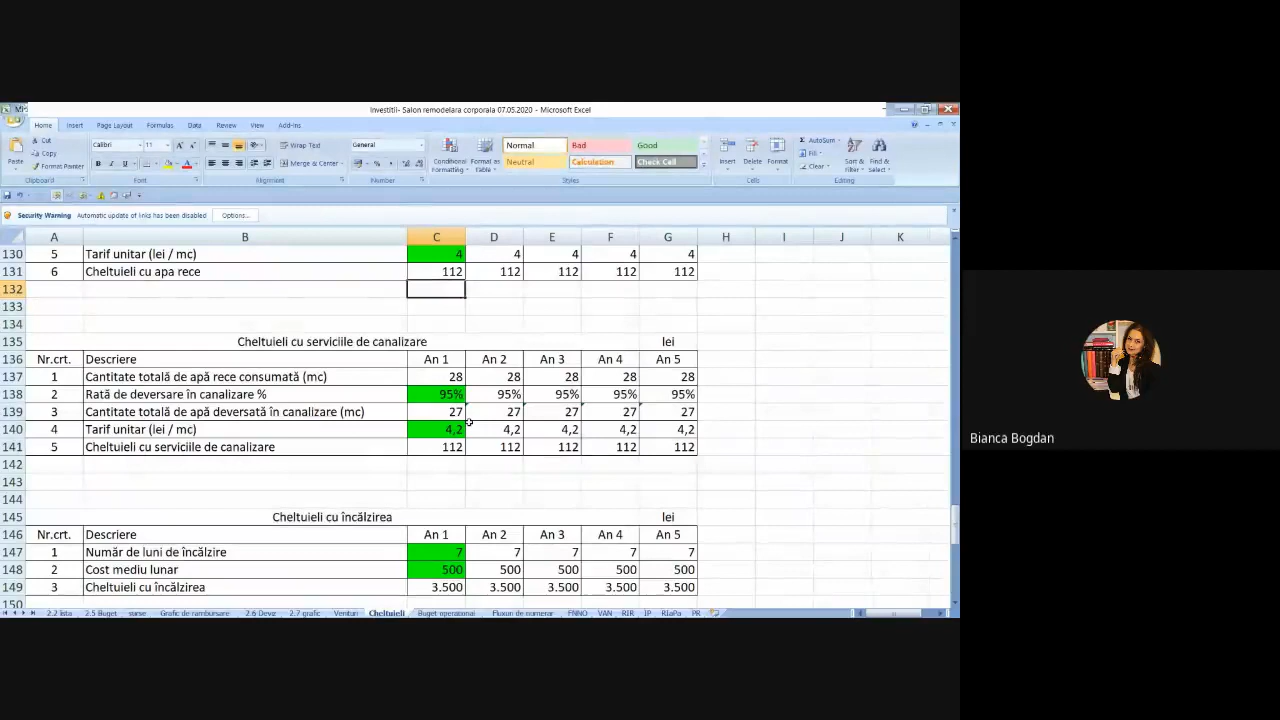 Investitii- Salon remodelara corporala 07.05.2020 - Microsoft Excel
Home Insert Page Layout Formulas Data Review View Add-Ins
Cut
Copy
Format Painter
Paste
Clipboard
Calibri 11
B I U
Font
Wrap Text
Merge & Center
Alignment
General
Number
Conditional Formatting
Format as Table
Normal Bad Good
Neutral Calculation Check Cell
Styles
Insert Delete Format
Cells
AutoSum
Fill
Clear
Sort & Filter
Find & Select
Editing
Security Warning Automatic update of links has been disabled Options...
A B C D E F G H I J K
130 5 Tarif unitar (lei / mc) 4 4 4 4 4
131 6 Cheltuieli cu apa rece 112 112 112 112 112
132
133
134
135 Cheltuieli cu serviciile de canalizare lei
136 Nr.crt. Descriere An 1 An 2 An 3 An 4 An 5
137 1 Cantitate totală de apă rece consumată (mc) 28 28 28 28 28
138 2 Rată de deversare în canalizare % 95% 95% 95% 95% 95%
139 3 Cantitate totală de apă deversată în canalizare (mc) 27 27 27 27 27
140 4 Tarif unitar (lei / mc) 4,2 4,2 4,2 4,2 4,2
141 5 Cheltuieli cu serviciile de canalizare 112 112 112 112 112
142
143
144
145 Cheltuieli cu încălzirea lei
146 Nr.crt. Descriere An 1 An 2 An 3 An 4 An 5
147 1 Număr de luni de încălzire 7 7 7 7 7
148 2 Cost mediu lunar 500 500 500 500 500
149 3 Cheltuieli cu încălzirea 3.500 3.500 3.500 3.500 3.500
150
2.2 lista 2.5 Buget surse Grafic de rambursare 2.6 Deviz 2.7 grafic Venituri Cheltuieli Buget operational Fluxuri de numerar FNNO VAN RIR IP RIaPa PR
Bianca Bogdan